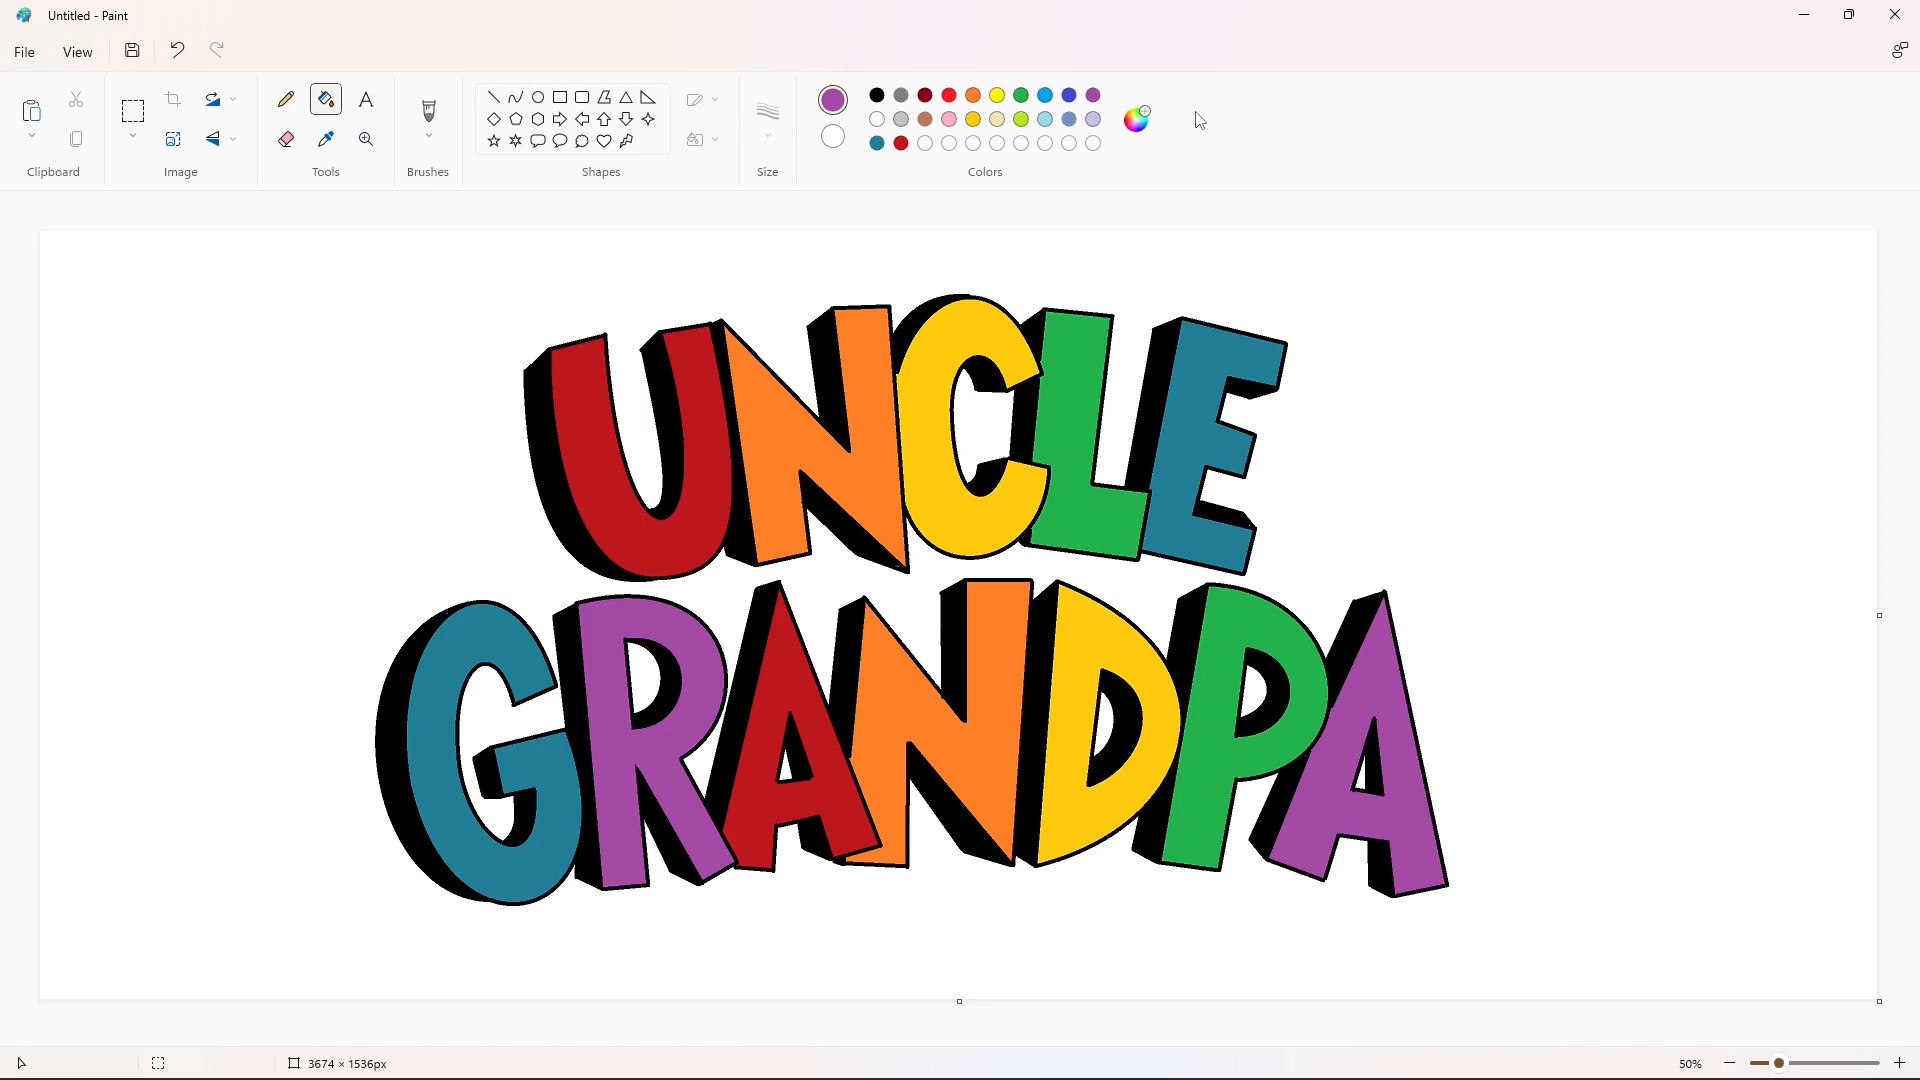 Untitled - Paint
File View
Clipboard
Image
Tools
Brushes
Shapes
Size
Colors
UNCLE
GRANDPA
3674 × 1536px
50%